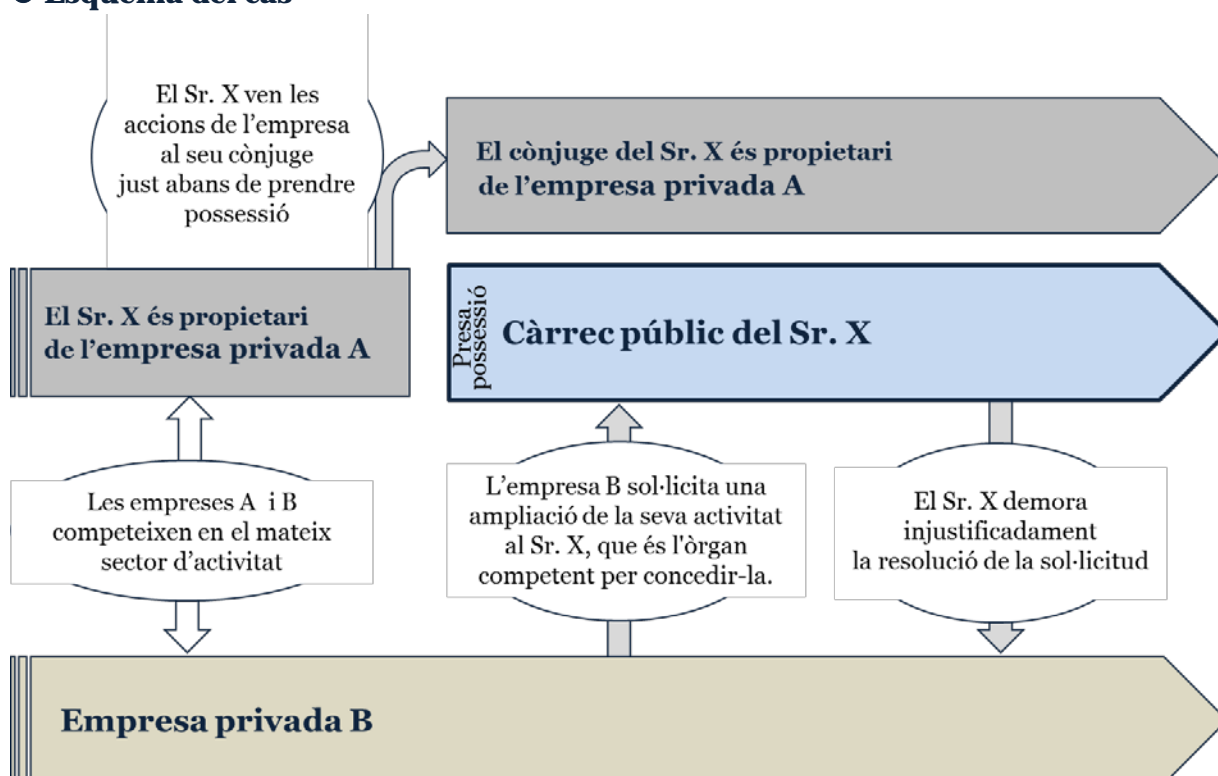 Esquema del cas
El Sr. X ven les
accions de l’empresa
al seu cònjuge
just abans de prendre
possessió
El cònjuge del Sr. X és propietari
de l’empresa privada A
El Sr. X és propietari
de l’empresa privada A
Presa
possessió
Càrrec públic del Sr. X
Les empreses A i B
competeixen en el mateix
sector d’activitat
L’empresa B sol·licita una
ampliació de la seva activitat
al Sr. X, que és l'òrgan
competent per concedir-la.
El Sr. X demora
injustificadament
la resolució de la sol·licitud
Empresa privada B